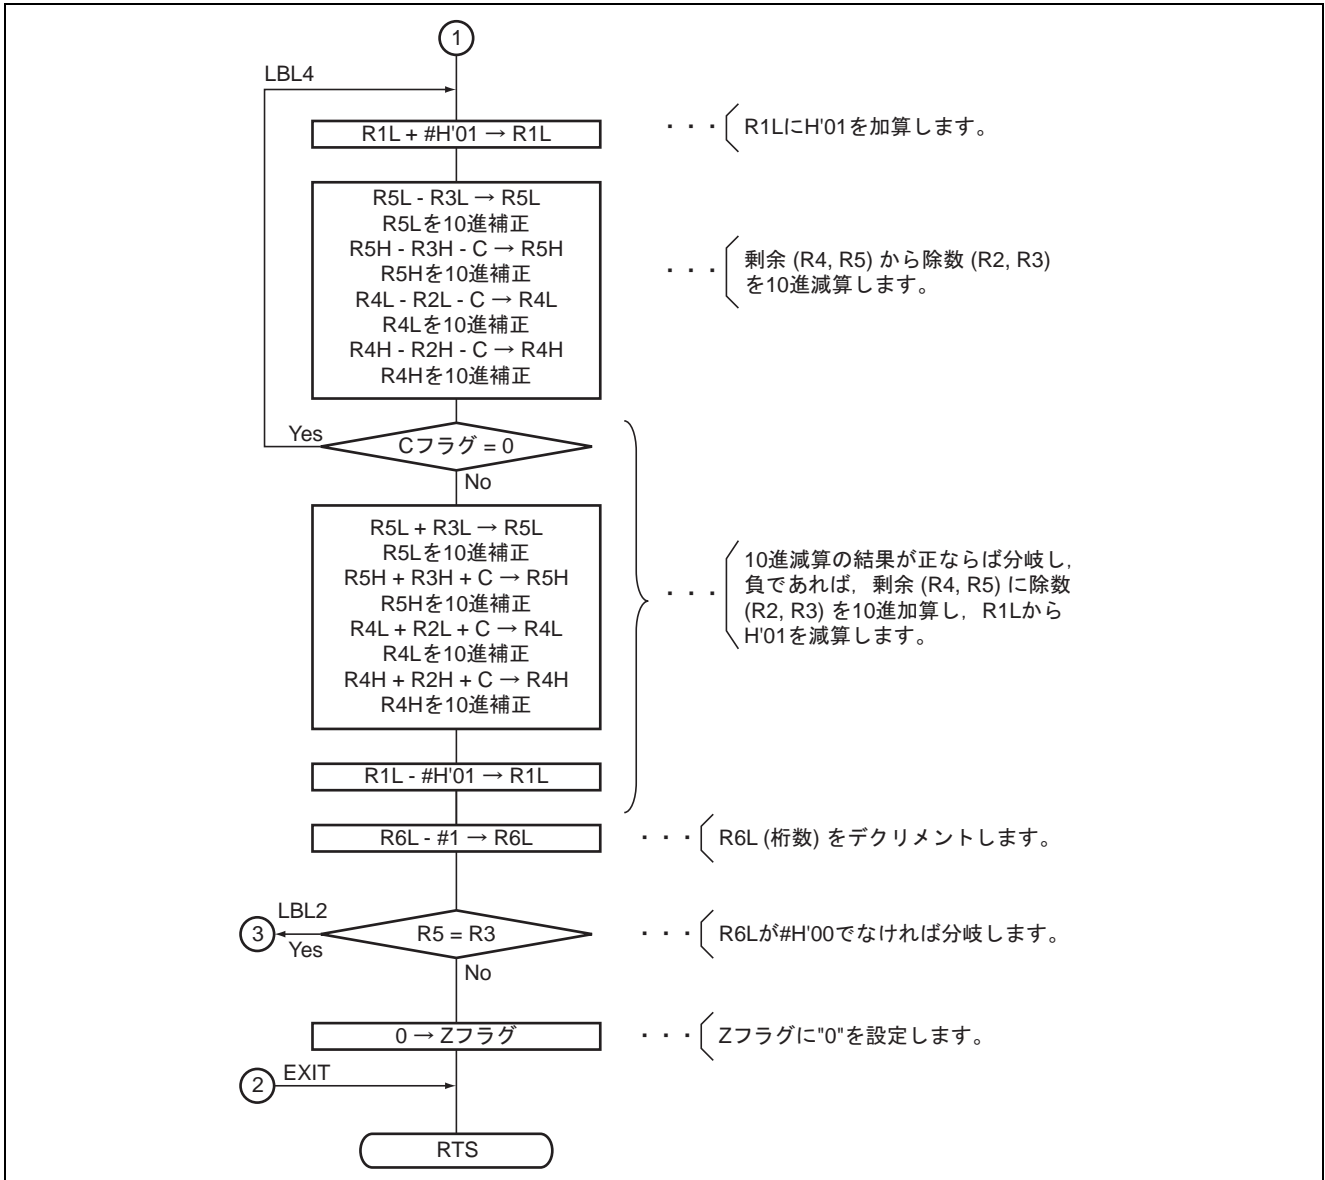 1
LBL4
R1L + #H'01 → R1L
・・・ R1LにH'01を加算します。
R5L - R3L → R5L
R5Lを10進補正
R5H - R3H - C → R5H
R5Hを10進補正
R4L - R2L - C → R4L
R4Lを10進補正
R4H - R2H - C → R4H
R4Hを10進補正
・・・ 剰余 (R4, R5) から除数 (R2, R3)
を10進減算します。
Yes
Cフラグ = 0
No
R5L + R3L → R5L
R5Lを10進補正
R5H + R3H + C → R5H
R5Hを10進補正
R4L + R2L + C → R4L
R4Lを10進補正
R4H + R2H + C → R4H
R4Hを10進補正
R1L - #H'01 → R1L
・・・ 10進減算の結果が正ならば分岐し,
負であれば, 剰余 (R4, R5) に除数
(R2, R3) を10進加算し, R1Lから
H'01を減算します。
R6L - #1 → R6L
・・・ R6L (桁数) をデクリメントします。
LBL2
3
Yes
R5 = R3
・・・ R6Lが#H'00でなければ分岐します。
No
0 → Zフラグ
・・・ Zフラグに"0"を設定します。
2
EXIT
RTS